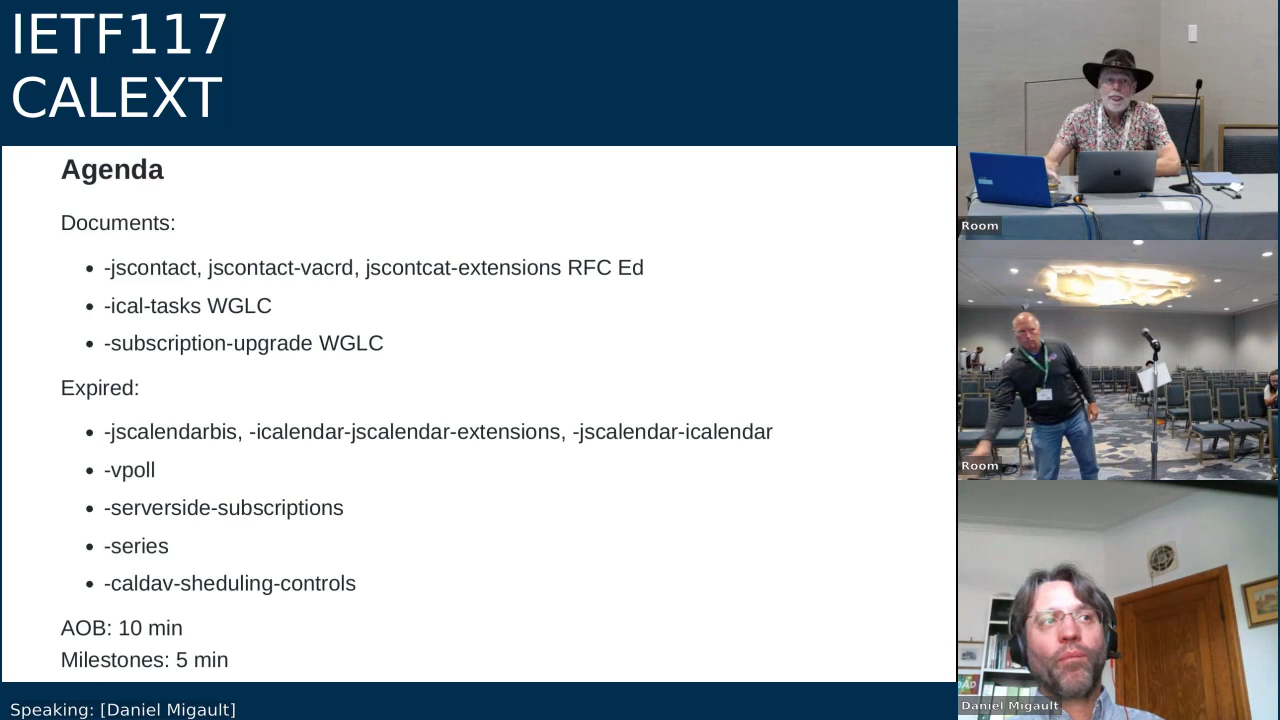 IETF117
CALEXT
Agenda
Documents:
-jscontact, jscontact-vacrd, jscontcat-extensions RFC Ed
-ical-tasks WGLC
-subscription-upgrade WGLC
Expired:
-jscalendarbis, -icalendar-jscalendar-extensions, -jscalendar-icalendar
-vpoll
-serverside-subscriptions
-series
-caldav-sheduling-controls
AOB: 10 min
Milestones: 5 min
Speaking: [Daniel Migault]
Room
Room
Daniel Migault